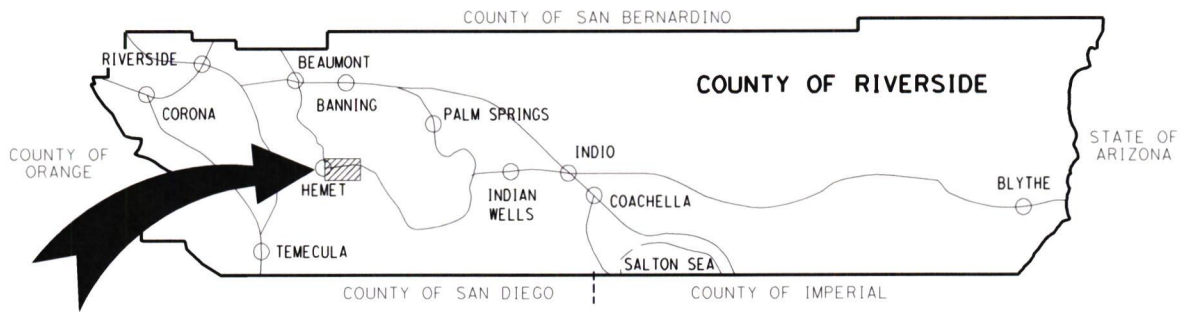 COUNTY OF SAN BERNARDINO
RIVERSIDE
BEAUMONT
COUNTY OF RIVERSIDE
BANNING
CORONA
PALM SPRINGS
STATE OF
ARIZONA
COUNTY OF
ORANGE
INDIO
HEMET
INDIAN
WELLS
COACHELLA
BLYTHE
TEMECULA
SALTON SEA
COUNTY OF SAN DIEGO
COUNTY OF IMPERIAL